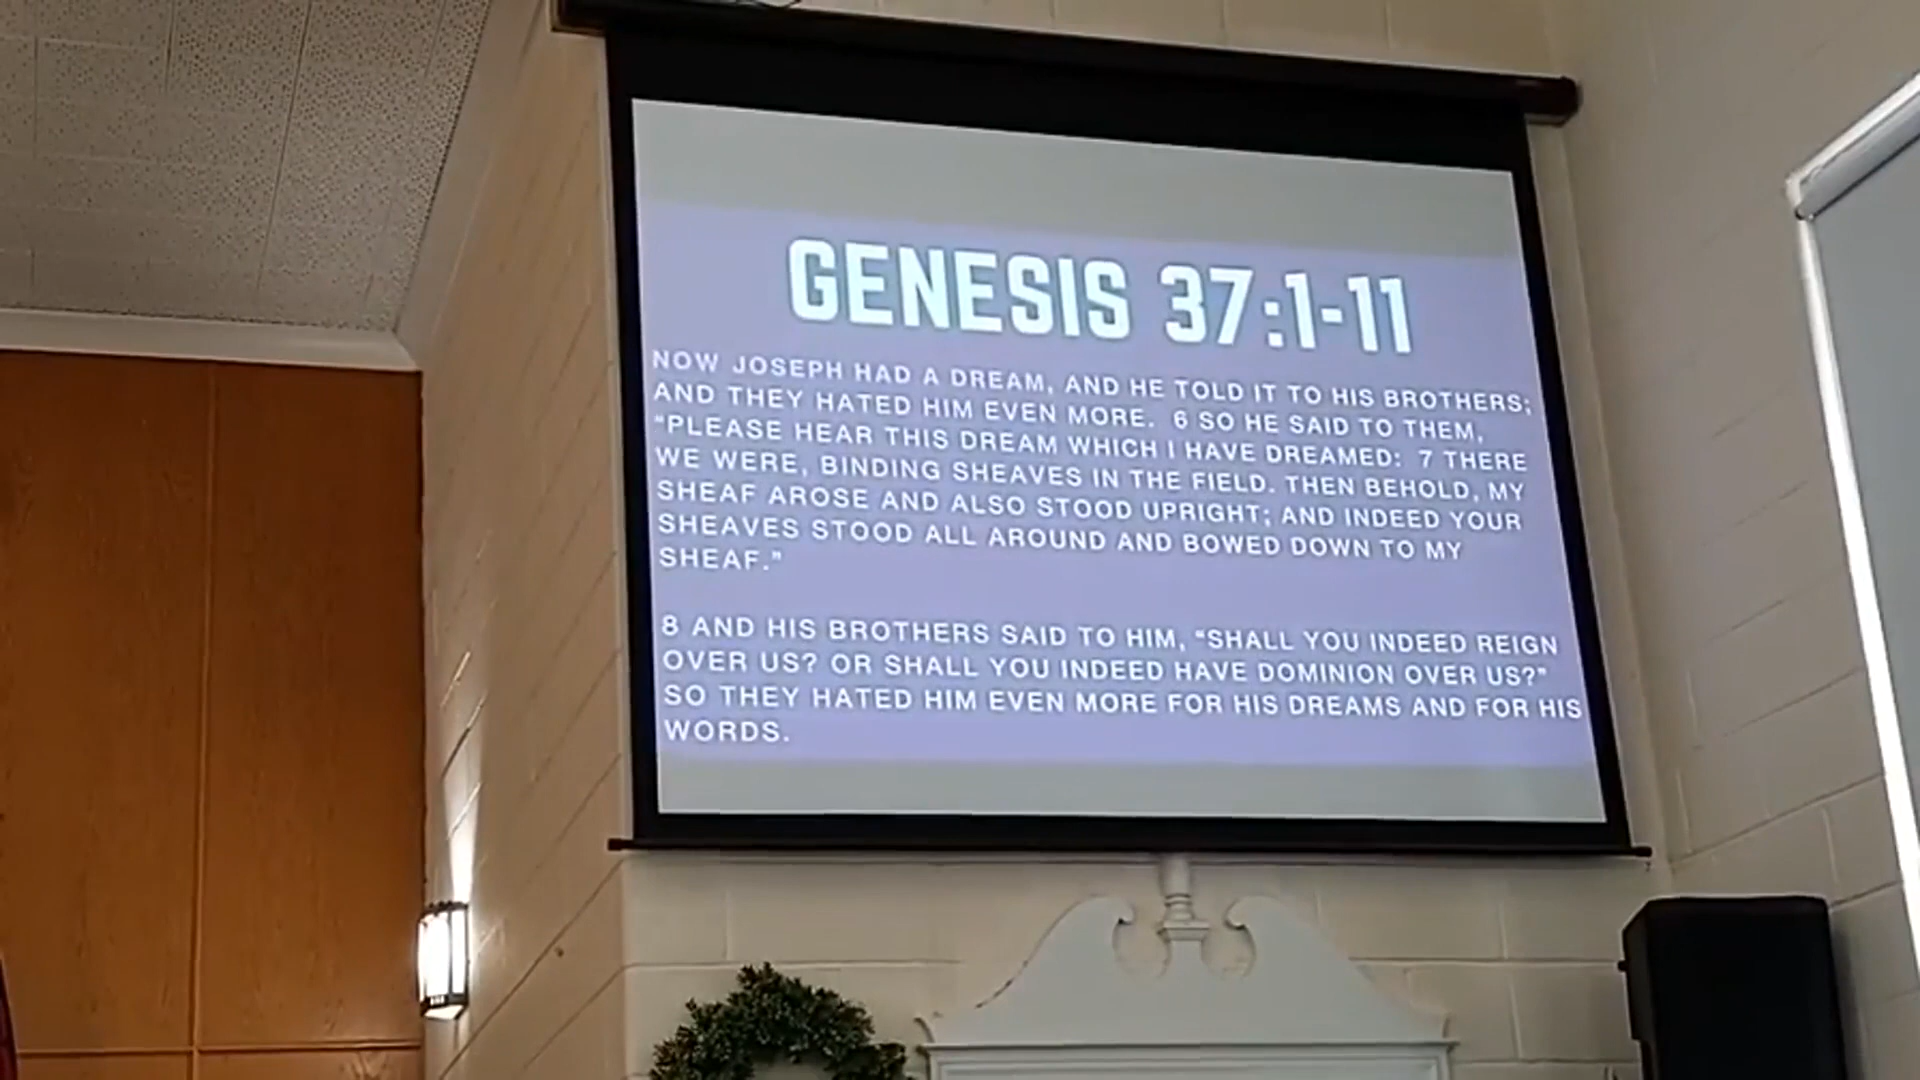 GENESIS 37:1-11
NOW JOSEPH HAD A DREAM, AND HE TOLD IT TO HIS BROTHERS;
AND THEY HATED HIM EVEN MORE. 6 SO HE SAID TO THEM,
“PLEASE HEAR THIS DREAM WHICH I HAVE DREAMED: 7 THERE
WE WERE, BINDING SHEAVES IN THE FIELD. THEN BEHOLD, MY
SHEAF AROSE AND ALSO STOOD UPRIGHT; AND INDEED YOUR
SHEAVES STOOD ALL AROUND AND BOWED DOWN TO MY
SHEAF.”
8 AND HIS BROTHERS SAID TO HIM, “SHALL YOU INDEED REIGN
OVER US? OR SHALL YOU INDEED HAVE DOMINION OVER US?”
SO THEY HATED HIM EVEN MORE FOR HIS DREAMS AND FOR HIS
WORDS.